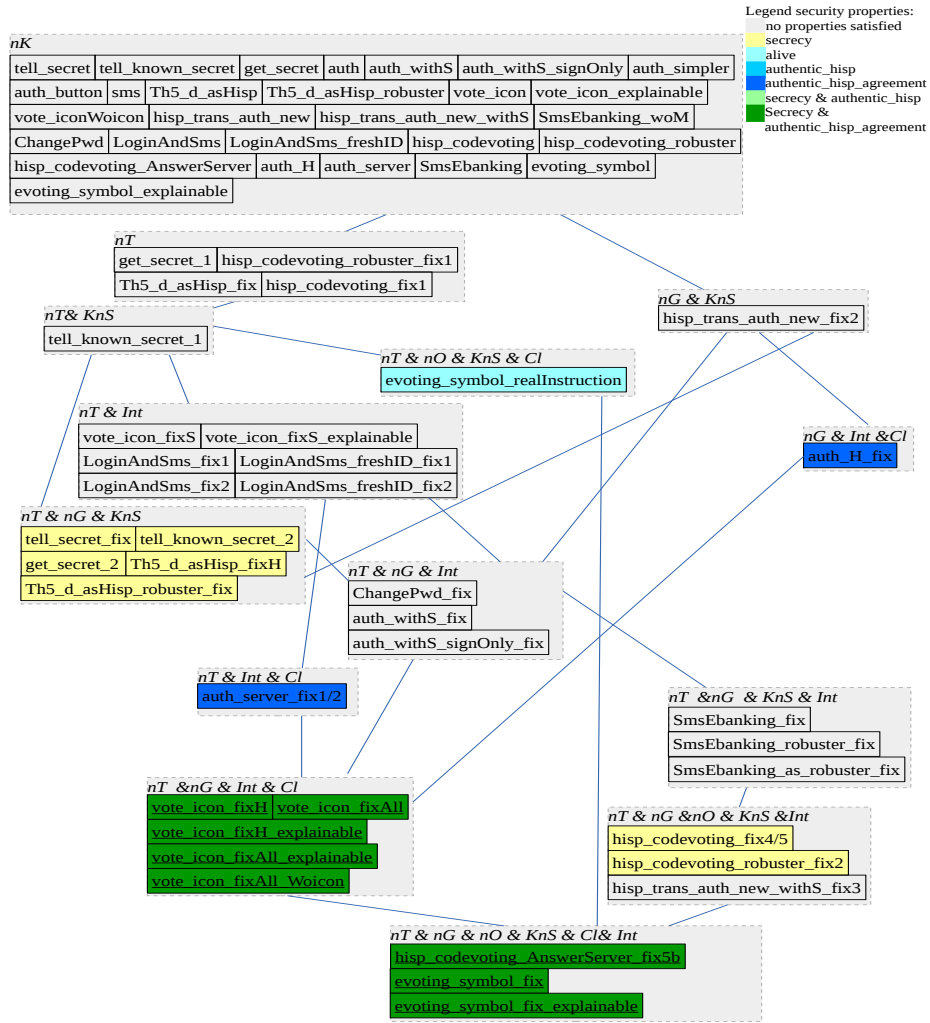 Legend security properties:
no properties satisfied
secrecy
alive
authentic_hisp
authentic_hisp_agreement
secrecy & authentic_hisp
Secrecy &
authentic_hisp_agreement
nK
tell_secret tell_known_secret get_secret auth auth_withS auth_withS_signOnly auth_simpler
auth_button sms Th5_d_asHisp Th5_d_asHisp_robuster vote_icon vote_icon_explainable
vote_iconWoicon hisp_trans_auth_new hisp_trans_auth_new_withS SmsEbanking_woM
ChangePwd LoginAndSms LoginAndSms_freshID hisp_codevoting hisp_codevoting_robuster
hisp_codevoting_AnswerServer auth_H auth_server SmsEbanking evoting_symbol
evoting_symbol_explainable
nT
get_secret_1 hisp_codevoting_robuster_fix1
Th5_d_asHisp_fix hisp_codevoting_fix1
nG & KnS
hisp_trans_auth_new_fix2
nT& KnS
tell_known_secret_1
nT & nO & KnS & Cl
evoting_symbol_realInstruction
nT & Int
vote_icon_fixS vote_icon_fixS_explainable
LoginAndSms_fix1 LoginAndSms_freshID_fix1
LoginAndSms_fix2 LoginAndSms_freshID_fix2
nG & Int &Cl
auth_H_fix
nT & nG & KnS
tell_secret_fix tell_known_secret_2
get_secret_2 Th5_d_asHisp_fixH
Th5_d_asHisp_robuster_fix
nT & nG & Int
ChangePwd_fix
auth_withS_fix
auth_withS_signOnly_fix
nT & Int & Cl
auth_server_fix1/2
nT &nG & KnS & Int
SmsEbanking_fix
SmsEbanking_robuster_fix
SmsEbanking_as_robuster_fix
nT &nG & Int & Cl
vote_icon_fixH vote_icon_fixAll
vote_icon_fixH_explainable
vote_icon_fixAll_explainable
vote_icon_fixAll_Woicon
nT & nG &nO & KnS &Int
hisp_codevoting_fix4/5
hisp_codevoting_robuster_fix2
hisp_trans_auth_new_withS_fix3
nT & nG & nO & KnS & Cl& Int
hisp_codevoting_AnswerServer_fix5b
evoting_symbol_fix
evoting_symbol_fix_explainable